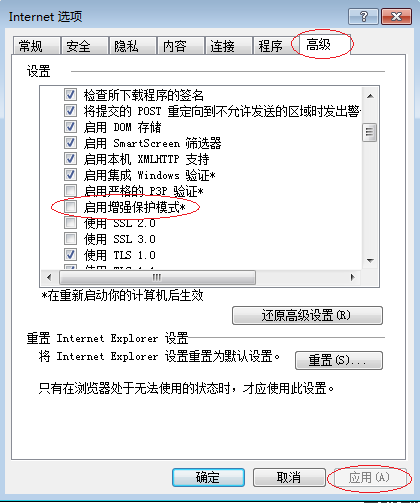 Internet 选项
常规 安全 隐私 内容 连接 程序 高级
设置
检查所下载程序的签名
将提交的 POST 重定向到不允许发送的区域时发出警
启用 DOM 存储
启用 SmartScreen 筛选器
启用本机 XMLHTTP 支持
启用集成 Windows 验证*
启用严格的 P3P 验证*
启用增强保护模式*
使用 SSL 2.0
使用 SSL 3.0
使用 TLS 1.0
*在重新启动你的计算机后生效
还原高级设置(R)
重置 Internet Explorer 设置
将 Internet Explorer 设置重置为默认设置。
重置(S)...
只有在浏览器处于无法使用的状态时，才应使用此设置。
确定 取消 应用(A)